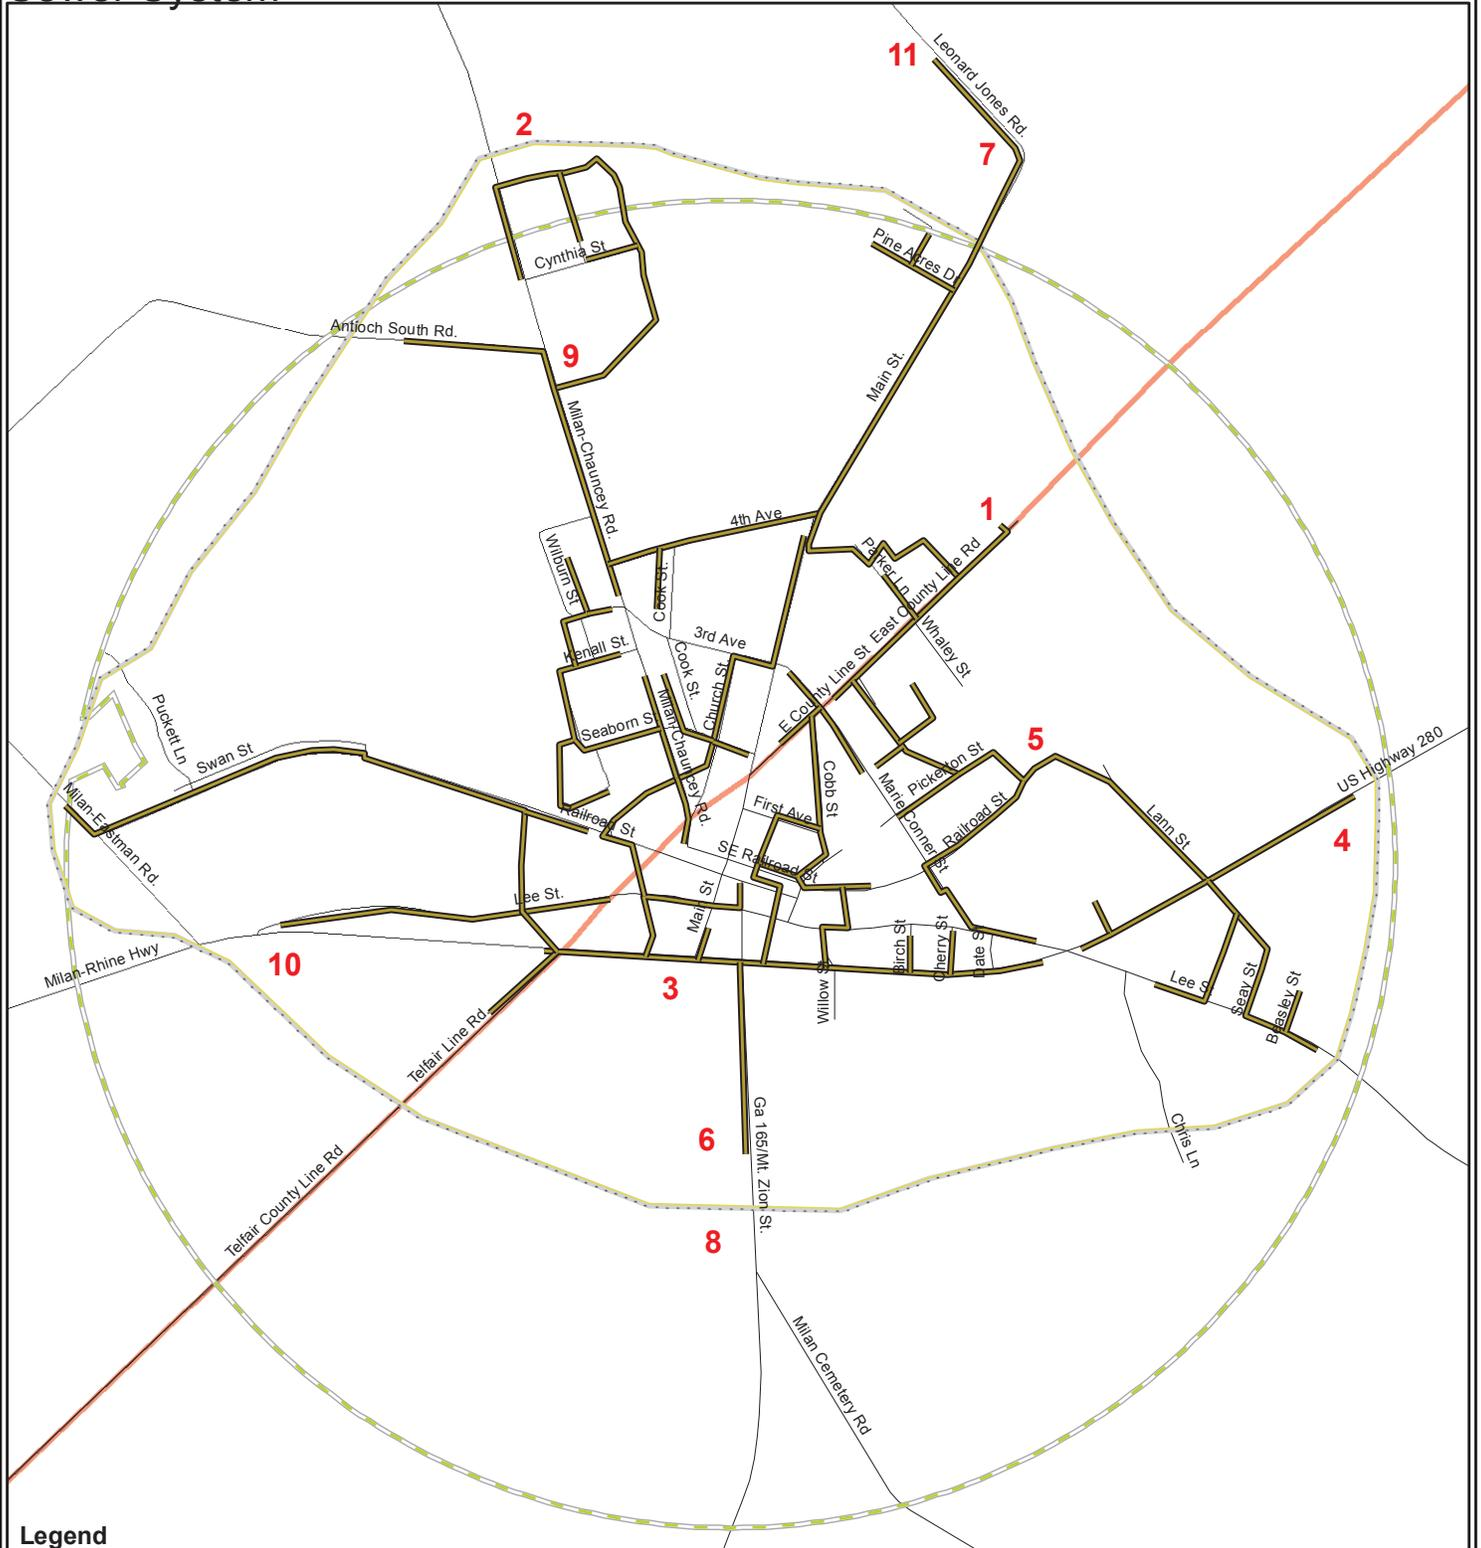 Sewer System
11
Leonard Jones Rd.
2
7
Pine Acres Dr
Cynthia St
Antioch South Rd.
9
Main St.
Milan-Chauncey Rd.
1
4th Ave
Parker Ln
East County Line Rd
Wilburn St
Cook St.
3rd Ave
Whaley St
Kenall St.
Cook St.
Church St
E County Line St
Puckett Ln
Seaborn St
Milan-Chauncey Rd.
5
US Highway 280
Swan St
Pickerton St
Cobb St
Marie Conner St
Milan-Eastman Rd.
First Ave
Railroad St
Lann St
4
Railroad St
SE Railroad St
Lee St.
Main St
Birch St
Cherry St
Date St
10
Milan-Rhine Hwy
3
Willow St
Lee St
Seay St
Beasley St
Telfair Line Rd
6
Ga 165/Mt. Zion St.
Chris Ln
Telfair County Line Rd
8
Milan Cemetery Rd
Legend